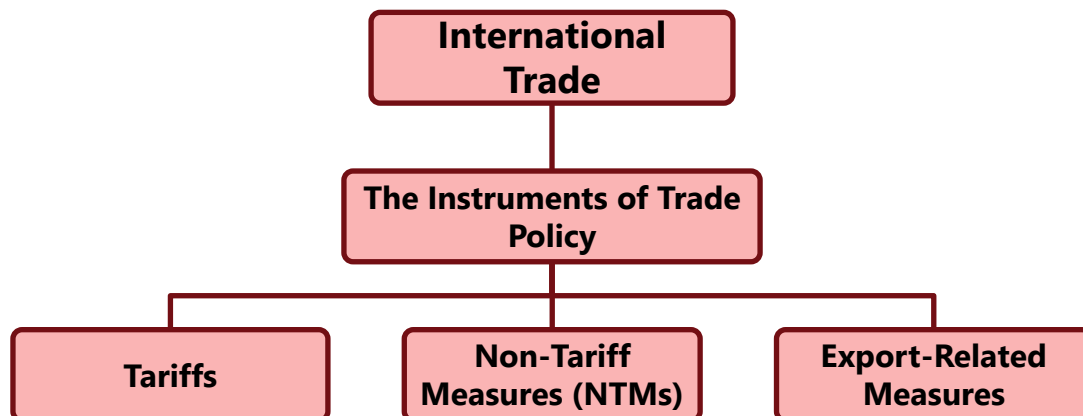 International
Trade
The Instruments of Trade
Policy
Tariffs
Non-Tariff
Measures (NTMs)
Export-Related
Measures